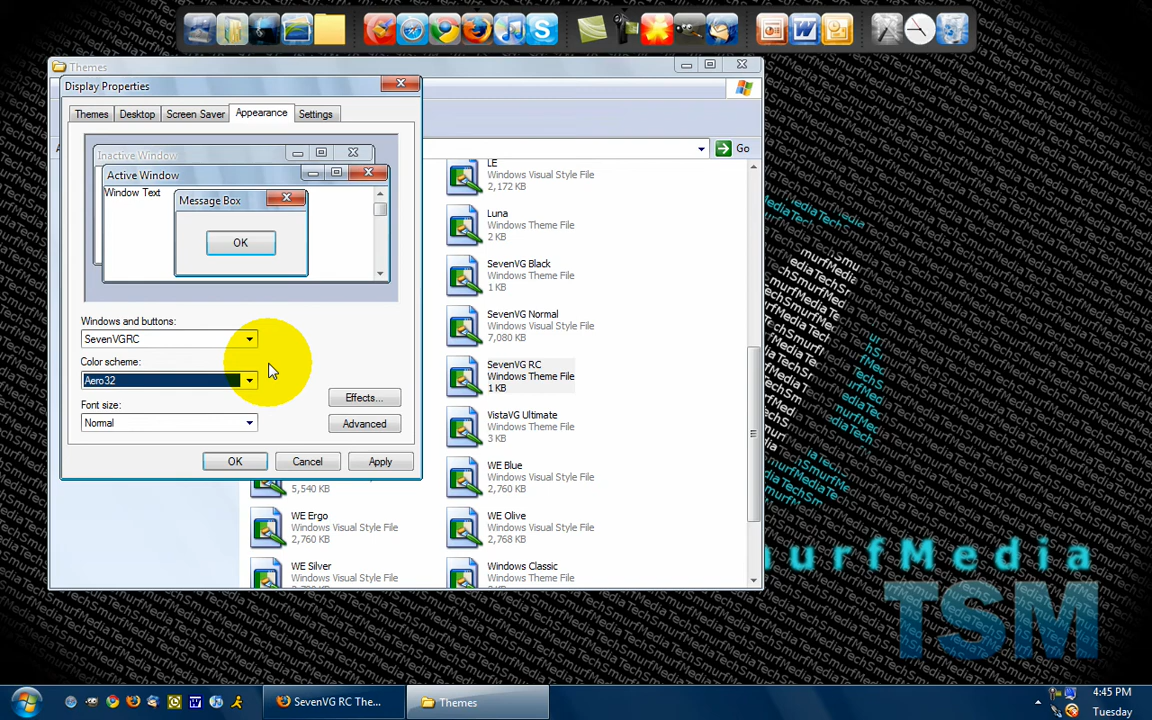 Themes
Display Properties
Themes
Desktop
Screen Saver
Appearance
Settings
Go
Inactive Window
Active Window
Window Text
Message Box
OK
Windows and buttons:
SevenVGRC
Color scheme:
Aero32
Font size:
Normal
Effects...
Advanced
OK
Cancel
Apply
5,540 KB
WE Ergo
Windows Visual Style File
2,760 KB
WE Silver
Windows Visual Style File
LE
Windows Visual Style File
2,172 KB
Luna
Windows Theme File
2 KB
SevenVG Black
Windows Theme File
1 KB
SevenVG Normal
Windows Theme File
7,080 KB
SevenVG RC
Windows Theme File
1 KB
VistaVG Ultimate
Windows Theme File
3 KB
WE Blue
Windows Visual Style File
2,760 KB
WE Olive
Windows Visual Style File
2,768 KB
Windows Classic
Windows Theme File
urfMedia
TSM
SevenVG RC The...
Themes
4:45 PM
Tuesday